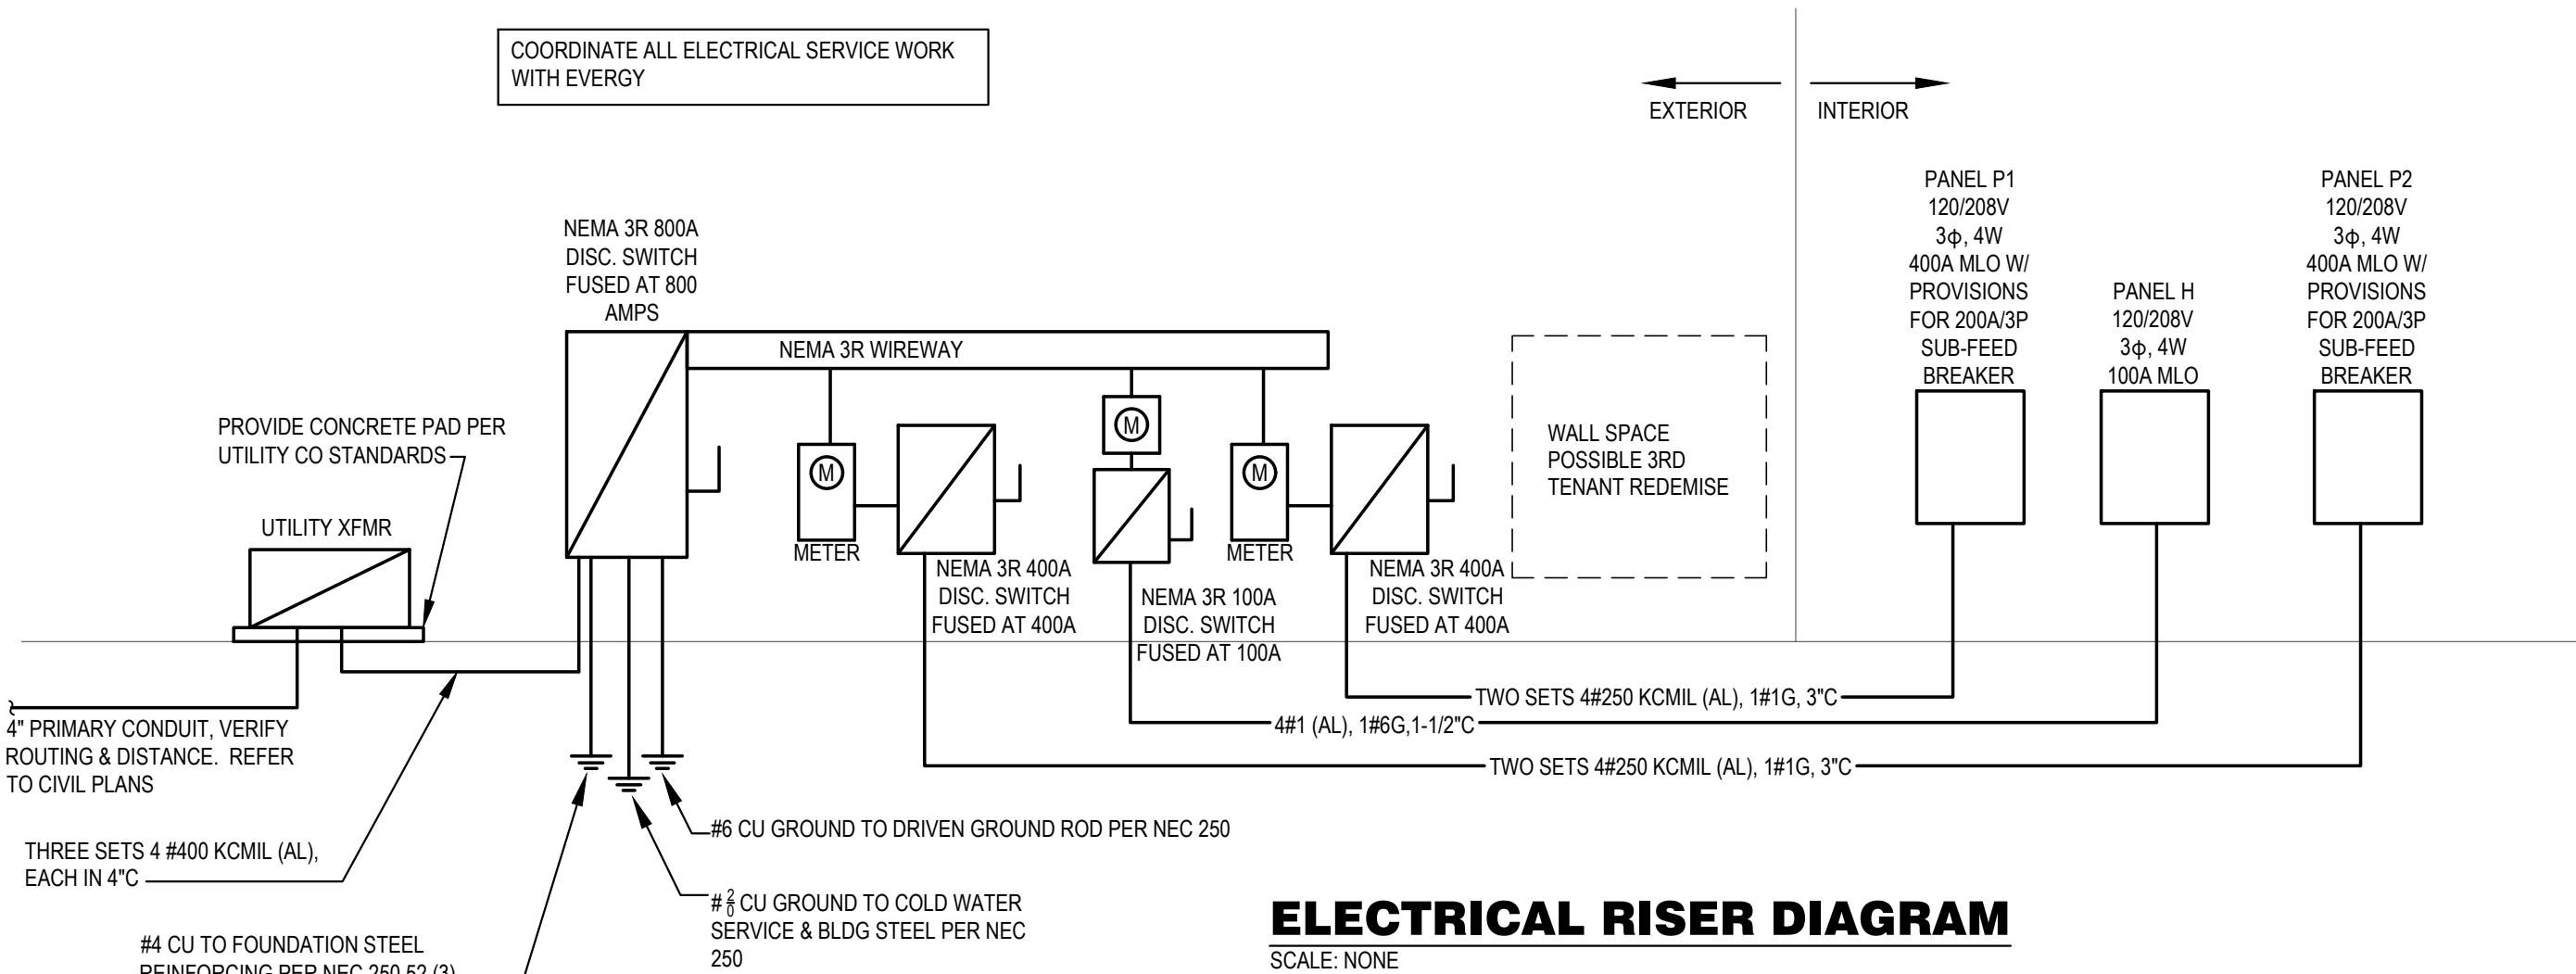 COORDINATE ALL ELECTRICAL SERVICE WORK
WITH EVERGY
EXTERIOR
INTERIOR
PANEL P1
120/208V
3ϕ, 4W
400A MLO W/
PROVISIONS
FOR 200A/3P
SUB-FEED
BREAKER
PANEL H
120/208V
3ϕ, 4W
100A MLO
PANEL P2
120/208V
3ϕ, 4W
400A MLO W/
PROVISIONS
FOR 200A/3P
SUB-FEED
BREAKER
NEMA 3R 800A
DISC. SWITCH
FUSED AT 800
AMPS
NEMA 3R WIREWAY
PROVIDE CONCRETE PAD PER
UTILITY CO STANDARDS
UTILITY XFMR
M
METER
M
M
METER
NEMA 3R 400A
DISC. SWITCH
FUSED AT 400A
NEMA 3R 100A
DISC. SWITCH
FUSED AT 100A
NEMA 3R 400A
DISC. SWITCH
FUSED AT 400A
WALL SPACE
POSSIBLE 3RD
TENANT REDEMISE
TWO SETS 4#250 KCMIL (AL), 1#1G, 3"C
4#1 (AL), 1#6G,1-1/2"C
TWO SETS 4#250 KCMIL (AL), 1#1G, 3"C
4" PRIMARY CONDUIT, VERIFY
ROUTING & DISTANCE. REFER
TO CIVIL PLANS
THREE SETS 4 #400 KCMIL (AL),
EACH IN 4"C
#6 CU GROUND TO DRIVEN GROUND ROD PER NEC 250
#2/0 CU GROUND TO COLD WATER
SERVICE & BLDG STEEL PER NEC
250
#4 CU TO FOUNDATION STEEL
REINFORCING PER NEC 250.52 (3)
ELECTRICAL RISER DIAGRAM
SCALE: NONE